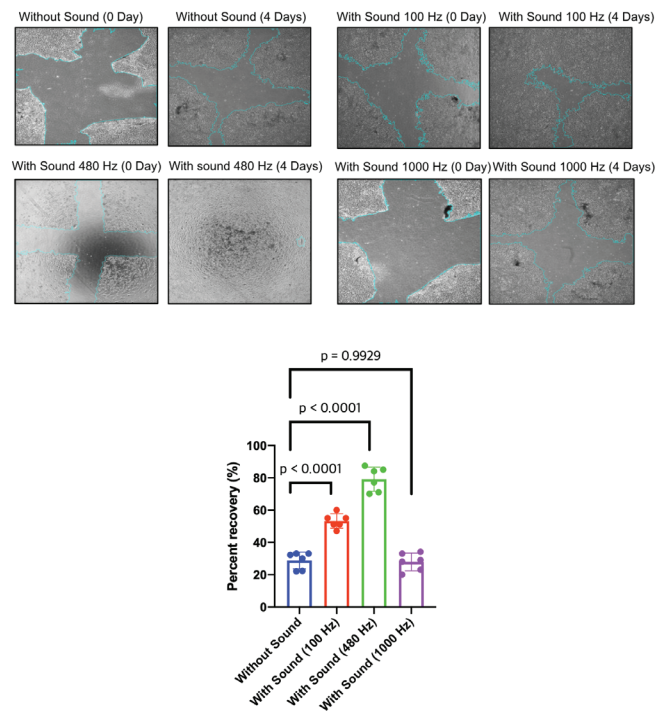 Without Sound (0 Day)
Without Sound (4 Days)
With Sound 100 Hz (0 Day)
With Sound 100 Hz (4 Days)
With Sound 480 Hz (0 Day)
With sound 480 Hz (4 Days)
With Sound 1000 Hz (0 Day)
With Sound 1000 Hz (4 Days)
p = 0.9929
p < 0.0001
p < 0.0001
Percent recovery (%)
100
80
60
40
20
0
Without Sound
With Sound (100 Hz)
With Sound (480 Hz)
With Sound (1000 Hz)